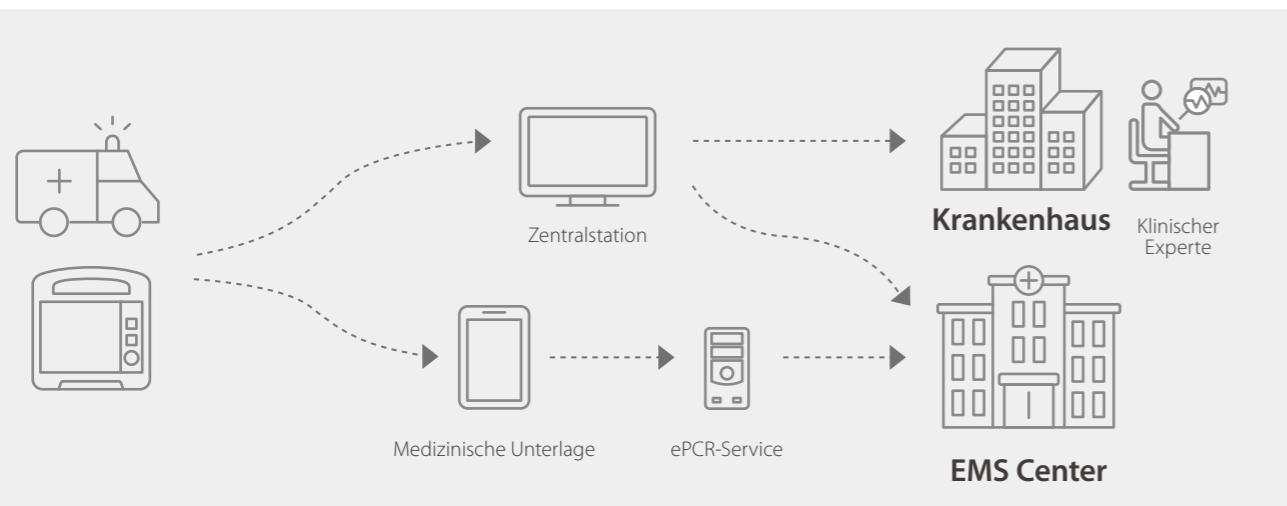 Zentralstation
Krankenhaus
Klinischer
Experte
Medizinische Unterlage
ePCR-Service
EMS Center